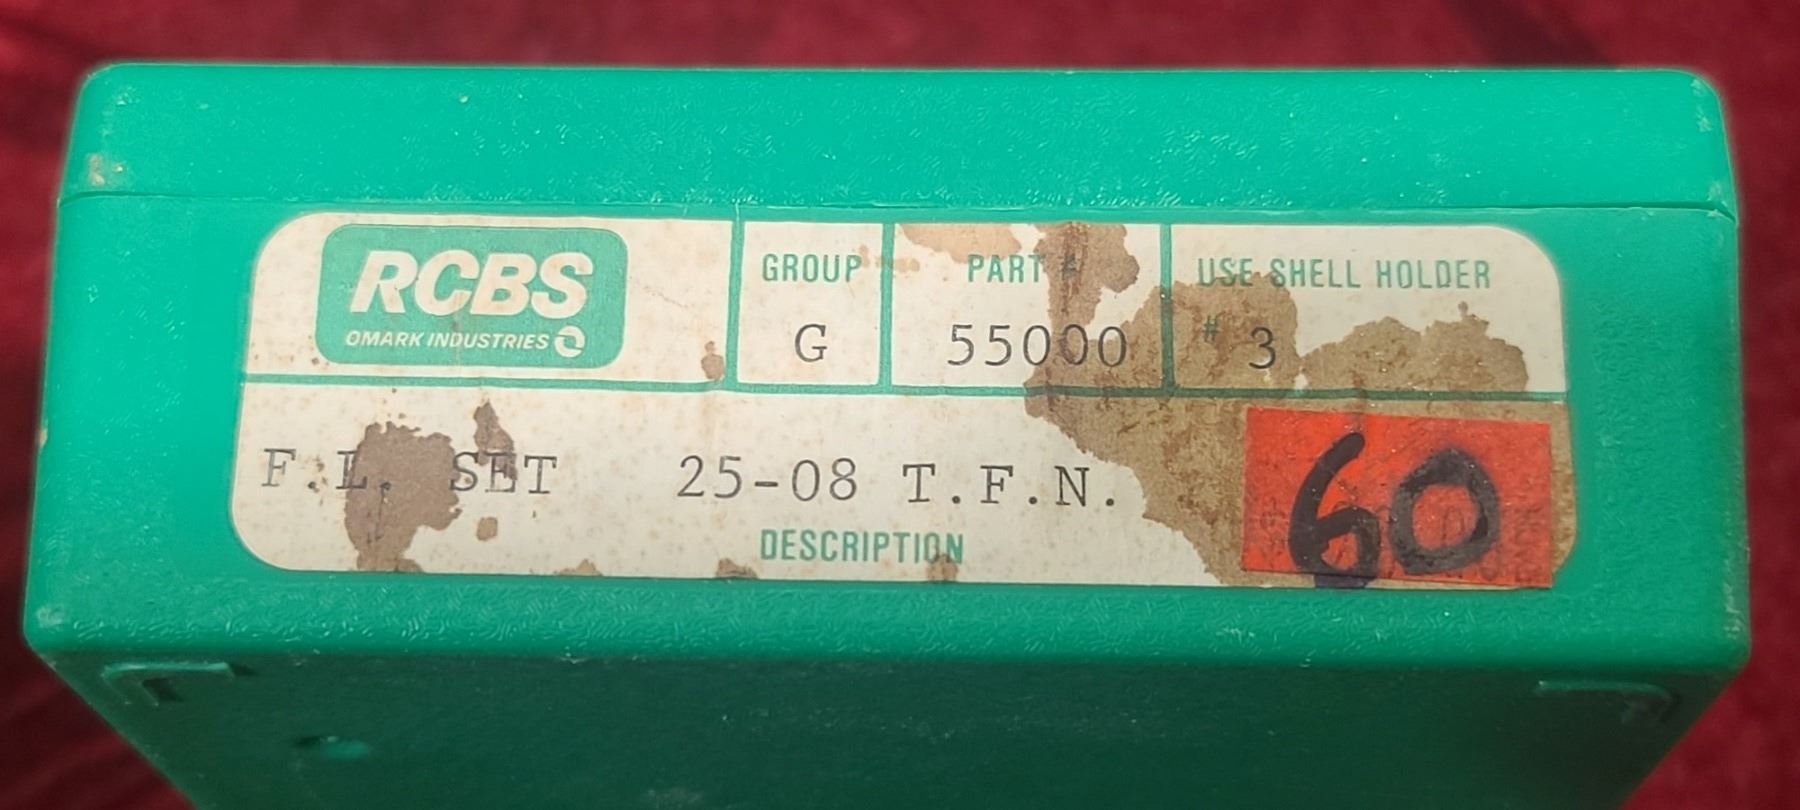 RCBS
OMARK INDUSTRIES
GROUP
G
PART #
55000
USE SHELL HOLDER
# 3
F.L. SET 25-08 T.F.N.
DESCRIPTION
60